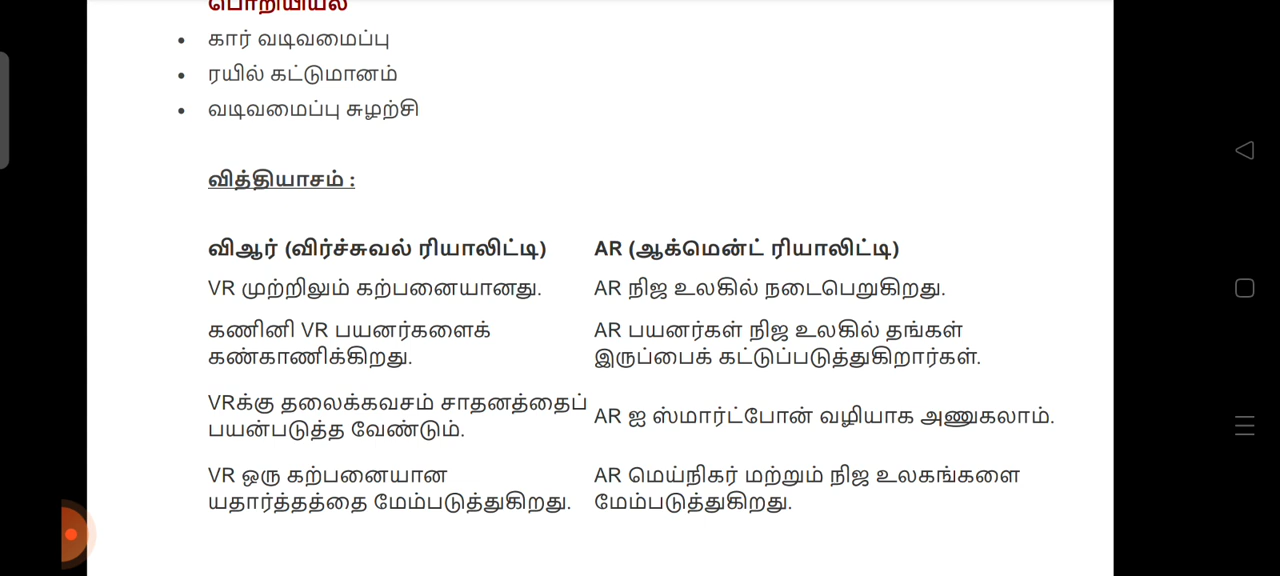 பொறியியல்
கார் வடிவமைப்பு
ரயில் கட்டுமானம்
வடிவமைப்பு சுழற்சி
வித்தியாசம் :
விஆர் (விர்ச்சுவல் ரியாலிட்டி) AR (ஆக்மென்ட் ரியாலிட்டி)
VR முற்றிலும் கற்பனையானது. AR நிஜ உலகில் நடைபெறுகிறது.
கணினி VR பயனர்களைக் AR பயனர்கள் நிஜ உலகில் தங்கள்
கண்காணிக்கிறது. இருப்பைக் கட்டுப்படுத்துகிறார்கள்.
VRக்கு தலைக்கவசம் சாதனத்தைப்
பயன்படுத்த வேண்டும்.
AR ஐ ஸ்மார்ட்போன் வழியாக அணுகலாம்.
VR ஒரு கற்பனையான AR மெய்நிகர் மற்றும் நிஜ உலகங்களை
யதார்த்தத்தை மேம்படுத்துகிறது. மேம்படுத்துகிறது.